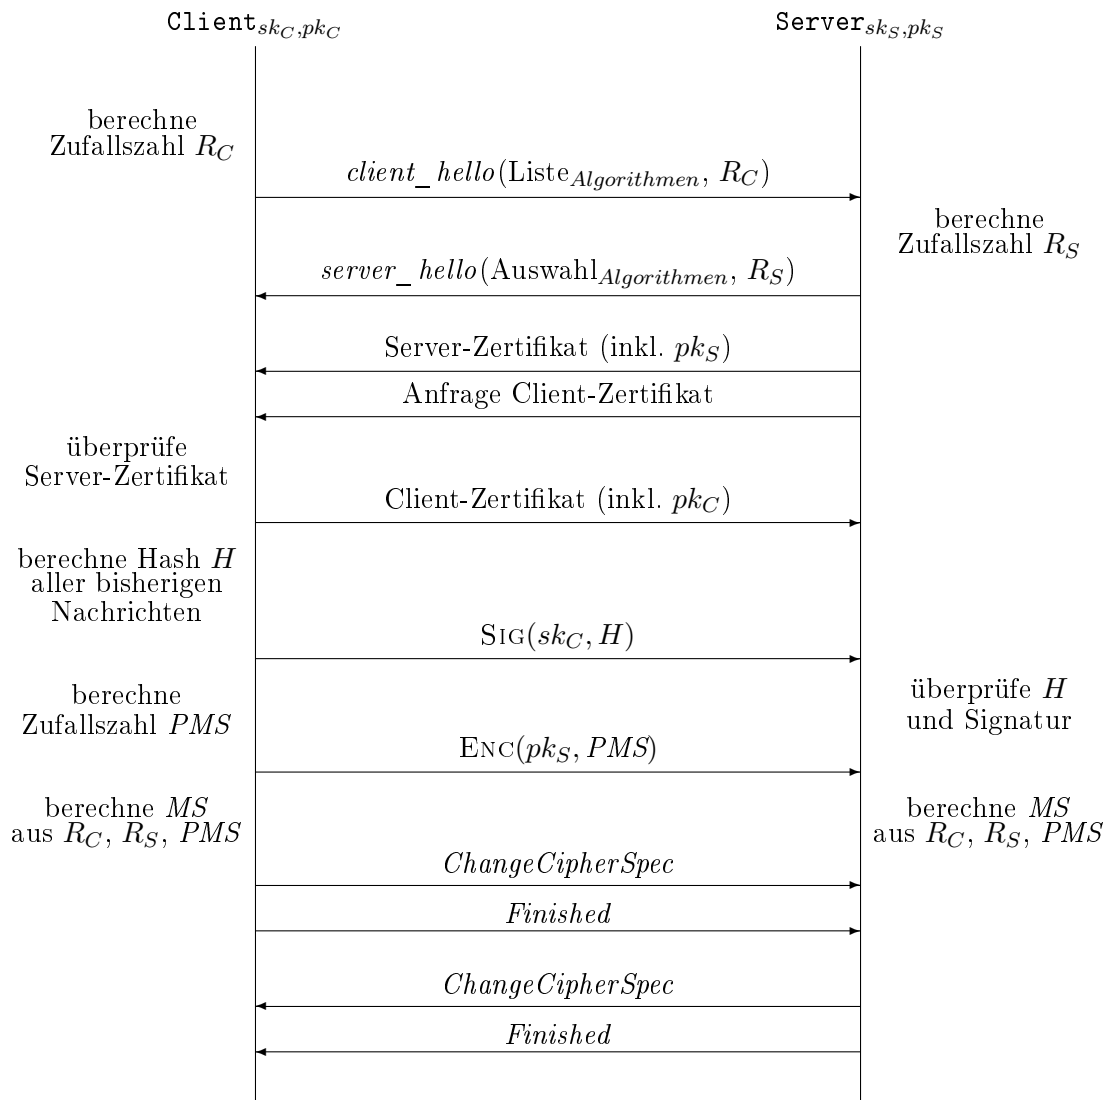 Client_{sk_C,pk_C}
Server_{sk_S,pk_S}
berechne
Zufallszahl R_C
client_hello(Liste_{Algorithmen}, R_C)
berechne
Zufallszahl R_S
server_hello(Auswahl_{Algorithmen}, R_S)
Server-Zertifikat (inkl. pk_S)
Anfrage Client-Zertifikat
überprüfe
Server-Zertifikat
Client-Zertifikat (inkl. pk_C)
berechne Hash H
aller bisherigen
Nachrichten
SIG(sk_C, H)
überprüfe H
und Signatur
berechne
Zufallszahl PMS
ENC(pk_S, PMS)
berechne MS
aus R_C, R_S, PMS
berechne MS
aus R_C, R_S, PMS
ChangeCipherSpec
Finished
ChangeCipherSpec
Finished